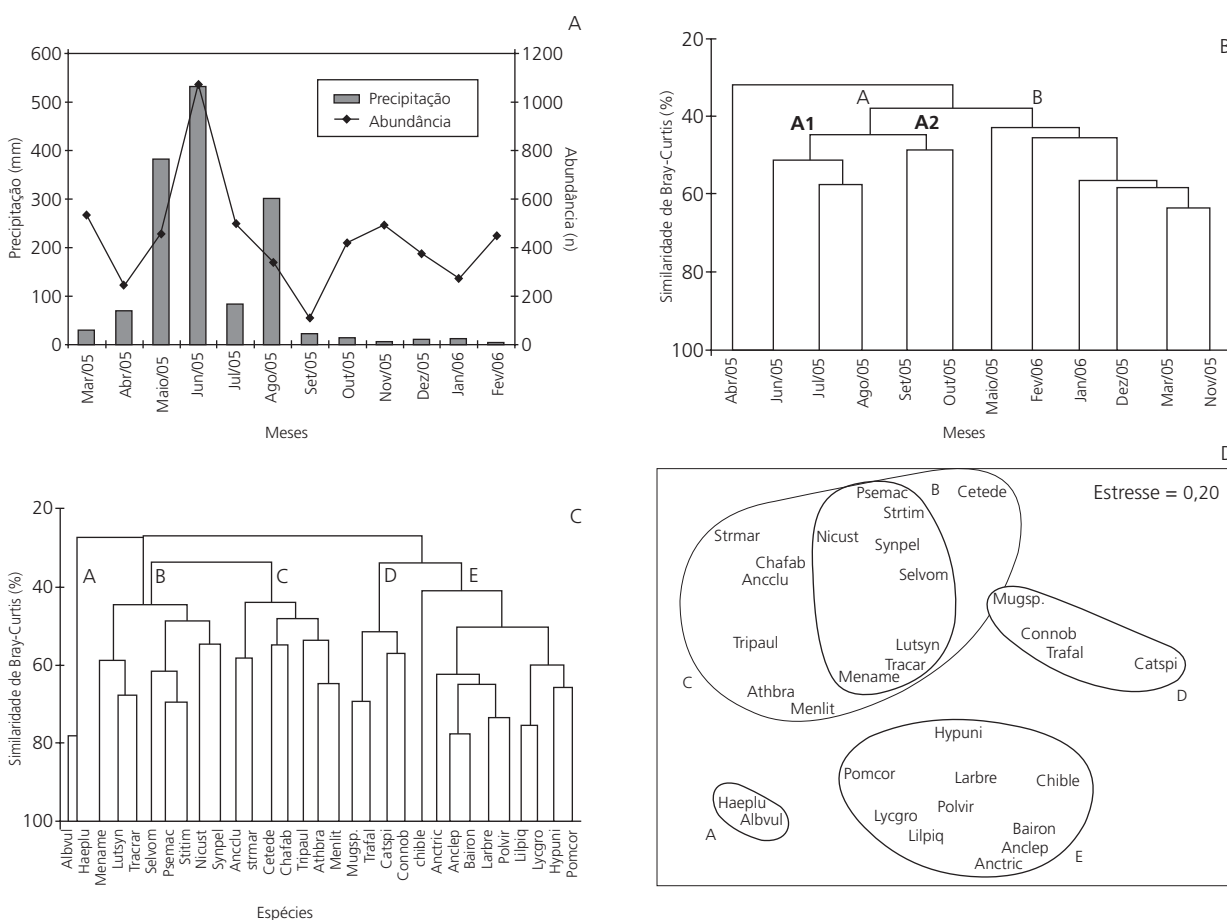 A
600
500
400
300
200
100
0
Precipitação (mm)
1200
1000
800
600
400
200
0
Abundância (n)
Precipitação
Abundância
Mar/05
Abr/05
Maio/05
Jun/05
Jul/05
Ago/05
Set/05
Out/05
Nov/05
Dez/05
Jan/06
Fev/06
Meses
B
20
40
60
80
100
Similaridade de Bray-Curtis (%)
A
B
A1
A2
Abr/05
Jun/05
Jul/05
Ago/05
Set/05
Out/05
Maio/05
Fev/06
Jan/06
Dez/05
Mar/05
Nov/05
Meses
C
20
40
60
80
100
Similaridade de Bray-Curtis (%)
A
B
C
D
E
Albvul
Haeplu
Mename
Lutsyn
Tracrar
Selvom
Psemac
Stitim
Nicust
Synpel
Ancclu
strmar
Cetede
Chafab
Tripaul
Athbra
Menlit
Mugsp.
Trafal
Catspi
Connob
chible
Anctric
Anclep
Bairon
Larbre
Polvir
Lilpiq
Lycgro
Hypuni
Pomcor
Espécies
D
Estresse = 0,20
Psemac
B
Cetede
Strtim
Strmar
Nicust
Synpel
Chafab
Ancclu
Selvom
Mugsp.
Connob
Trafal
Catspi
Tripaul
Lutsyn
Tracar
Mename
Athbra
Menlit
C
D
Hypuni
Pomcor
Larbre
Chible
Haeplu
Albvul
Polvir
Lycgro
Lilpiq
Bairon
Anclep
Anctric
A
E